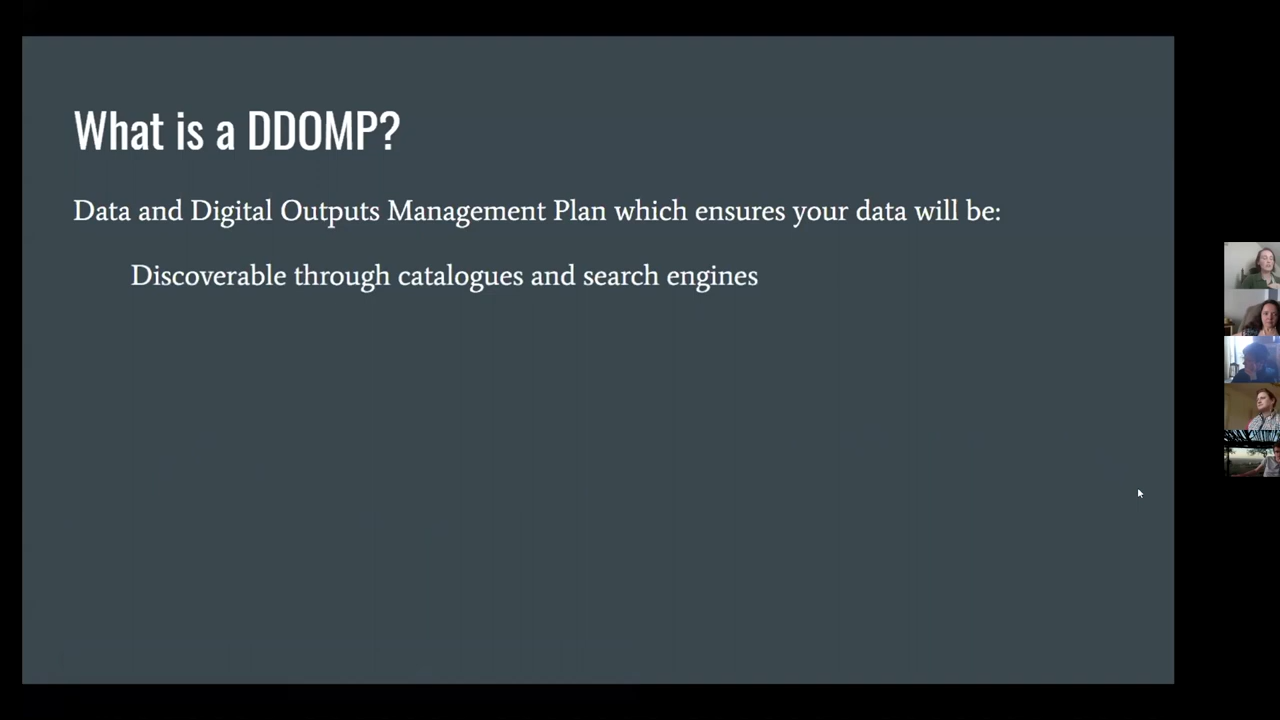 What is a DDOMP?
Data and Digital Outputs Management Plan which ensures your data will be:
Discoverable through catalogues and search engines